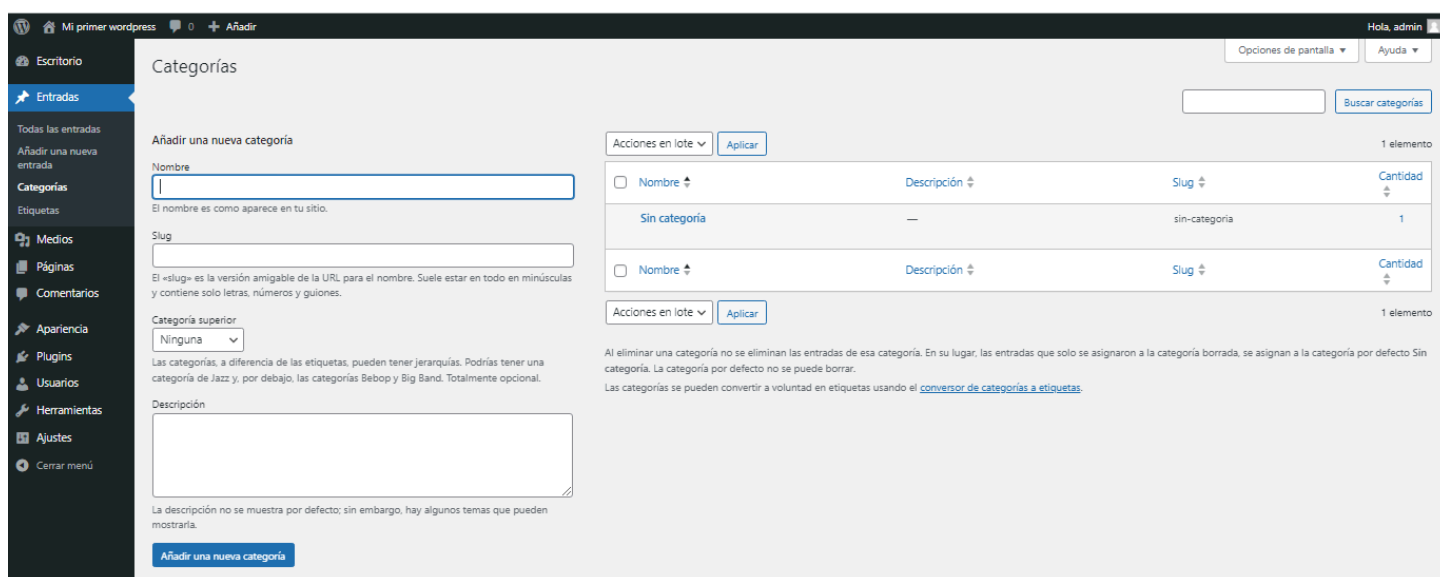 Mi primer wordpress 0 Añadir Hola, admin
Escritorio
Entradas
Todas las entradas
Añadir una nueva
entrada
Categorías
Etiquetas
Medios
Páginas
Comentarios
Apariencia
Plugins
Usuarios
Herramientas
Ajustes
Cerrar menú
Opciones de pantalla Ayuda
Categorías
Buscar categorías
Añadir una nueva categoría
Nombre
El nombre es como aparece en tu sitio.
Slug
El «slug» es la versión amigable de la URL para el nombre. Suele estar en todo en minúsculas
y contiene solo letras, números y guiones.
Categoría superior
Ninguna
Las categorías, a diferencia de las etiquetas, pueden tener jerarquías. Podrías tener una
categoría de Jazz y, por debajo, las categorías Bebop y Big Band. Totalmente opcional.
Descripción
La descripción no se muestra por defecto; sin embargo, hay algunos temas que pueden
mostrarla.
Añadir una nueva categoría
Acciones en lote Aplicar 1 elemento
Nombre Descripción Slug Cantidad
Sin categoría — sin-categoria 1
Nombre Descripción Slug Cantidad
Acciones en lote Aplicar 1 elemento
Al eliminar una categoría no se eliminan las entradas de esa categoría. En su lugar, las entradas que solo se asignaron a la categoría borrada, se asignan a la categoría por defecto Sin
categoría. La categoría por defecto no se puede borrar.
Las categorías se pueden convertir a voluntad en etiquetas usando el conversor de categorías a etiquetas.